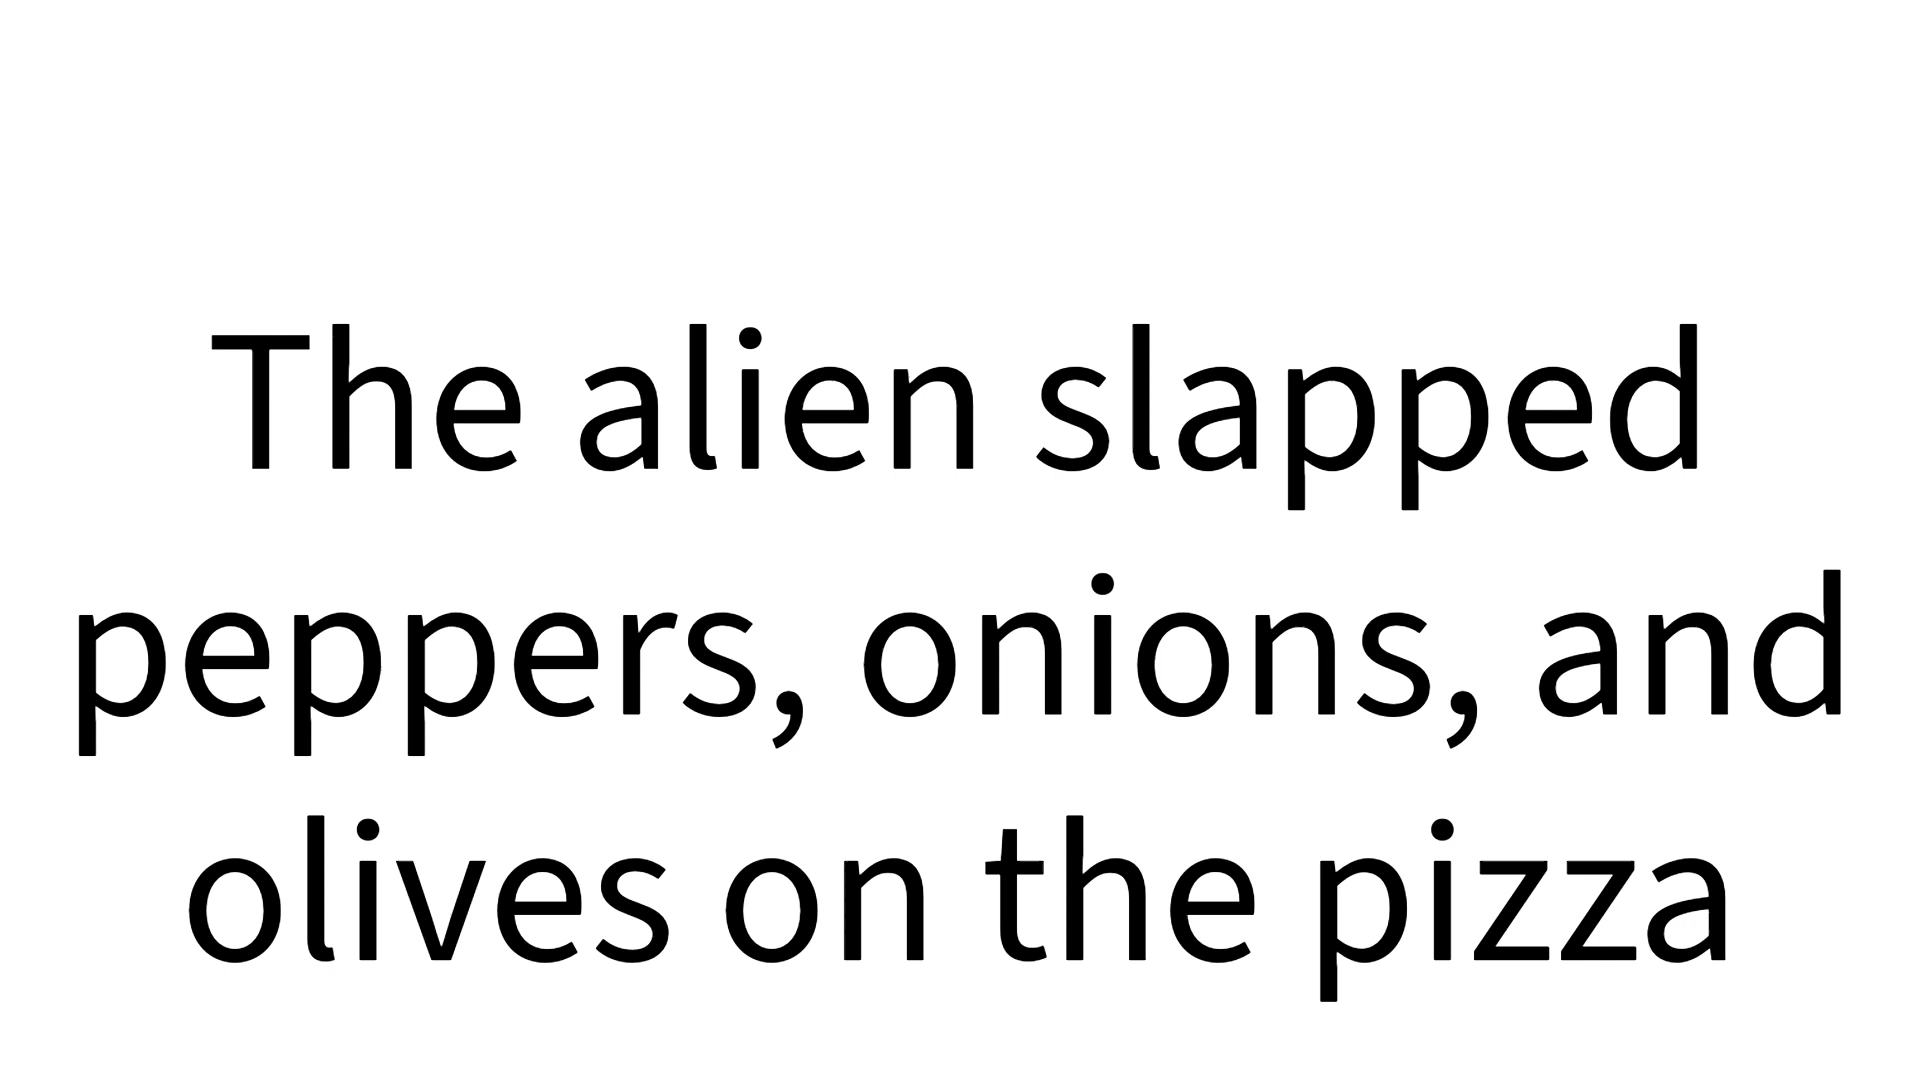 The alien slapped
peppers, onions, and
olives on the pizza